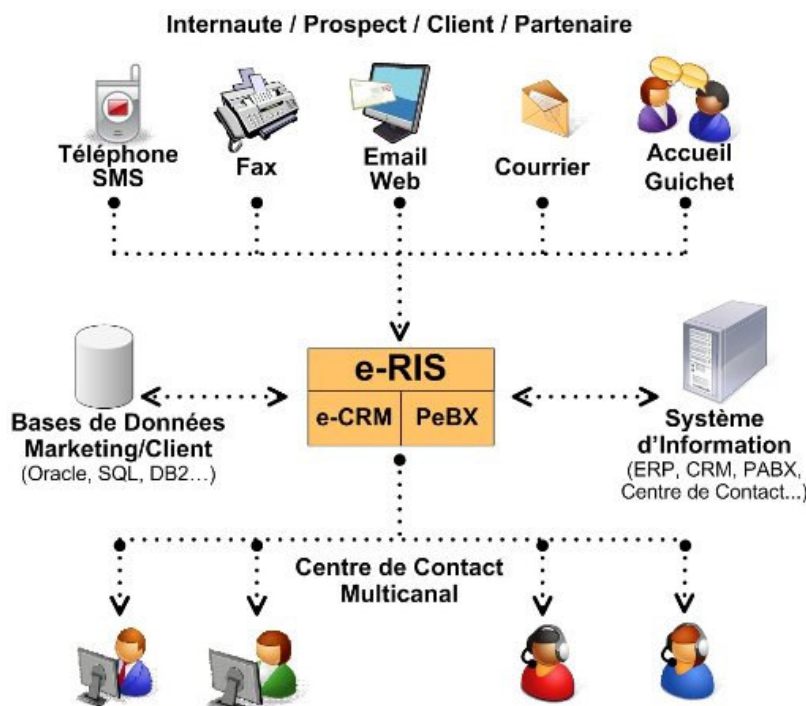 Internaute / Prospect / Client / Partenaire
Téléphone
SMS
Fax
Email
Web
Courrier
Accueil
Guichet
e-RIS
e-CRM
PeBX
Bases de Données
Marketing/Client
(Oracle, SQL, DB2...)
Système
d'Information
(ERP, CRM, PABX,
Centre de Contact...)
Centre de Contact
Multicanal